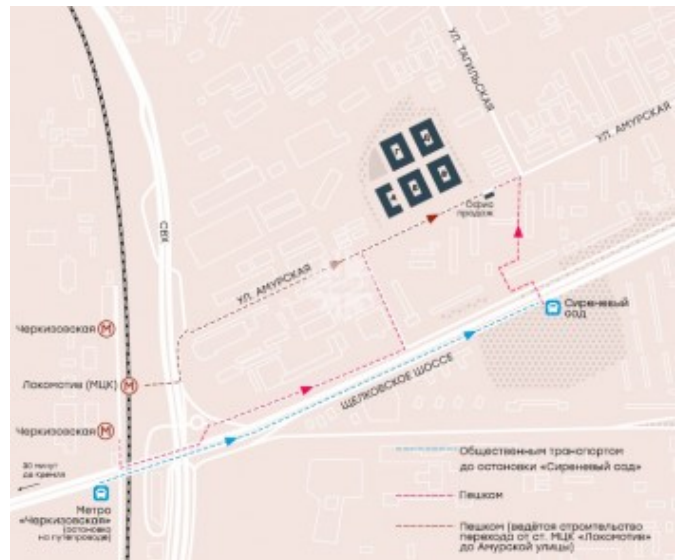 УЛ. ТАГИЛЬСКАЯ
УЛ. АМУРСКАЯ
Офис
продаж
СВХ
УЛ. АМУРСКАЯ
Сиреневый
сад
Черкизовская М
Локомотив (МЦК) М
ЩЕЛКОВСКОЕ ШОССЕ
Черкизовская М
30 минут
до Кремля
Метро
«Черкизовская»
(остановка
на путепроводе)
Общественным транспортом
до остановки «Сиреневый сад»
Пешком
Пешком (ведётся строительство
перехода от ст. МЦК «Локомотив»
до Амурской улицы)